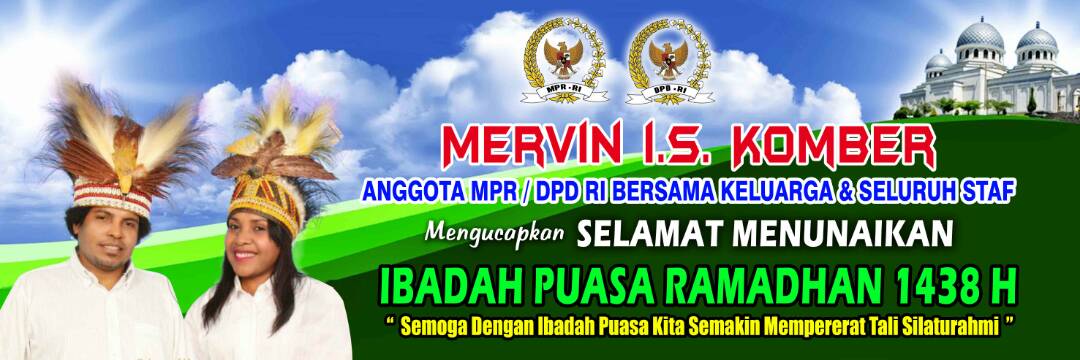 MPR - RI
DPD - RI
MERVIN I.S. KOMBER
ANGGOTA MPR / DPD RI BERSAMA KELUARGA & SELURUH STAF
Mengucapkan SELAMAT MENUNAIKAN
IBADAH PUASA RAMADHAN 1438 H
“ Semoga Dengan Ibadah Puasa Kita Semakin Mempererat Tali Silaturahmi ”